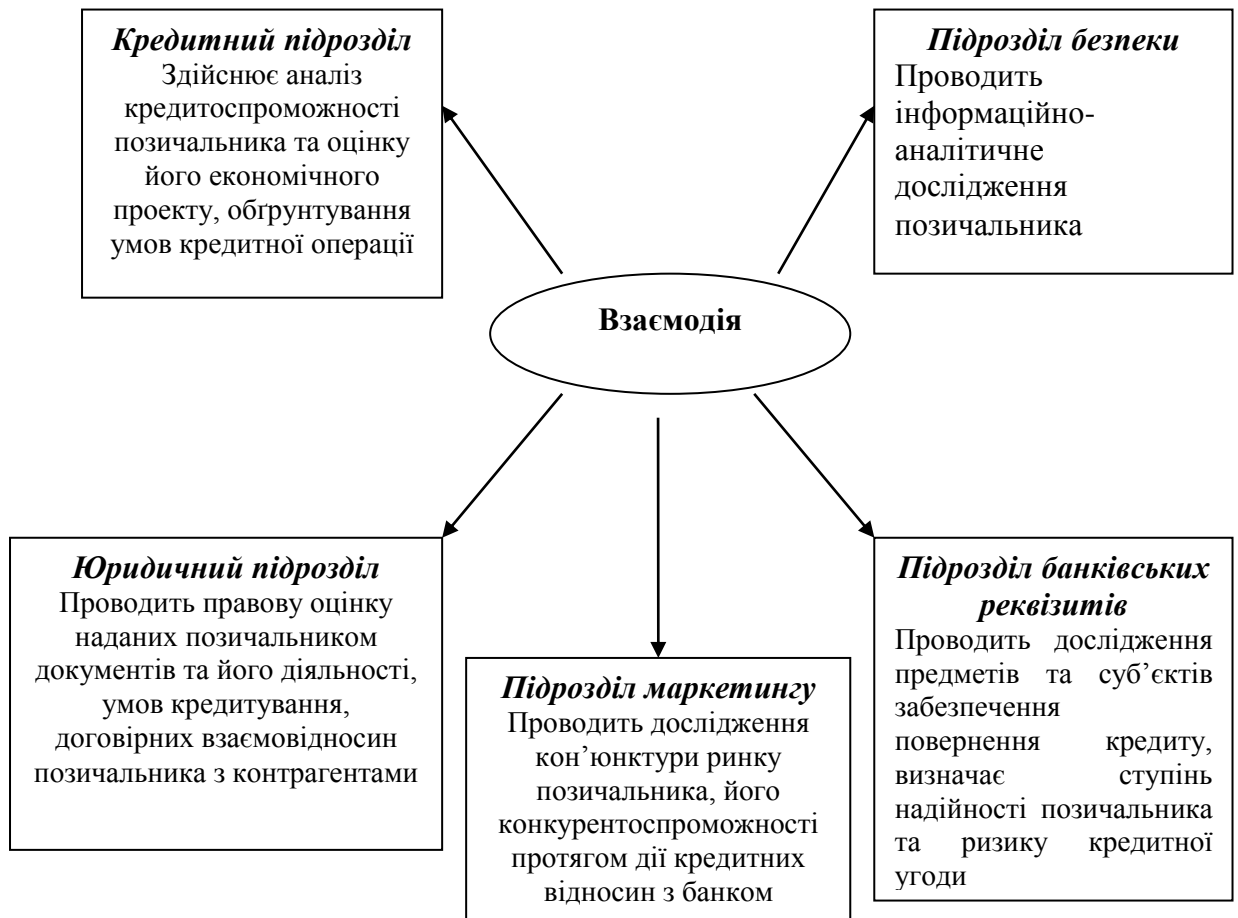 Кредитний підрозділ
Здійснює аналіз
кредитоспроможності
позичальника та оцінку
його економічного
проекту, обґрунтування
умов кредитної операції
Підрозділ безпеки
Проводить
інформаційно-
аналітичне
дослідження
позичальника
Взаємодія
Юридичний підрозділ
Проводить правову оцінку
наданих позичальником
документів та його діяльності,
умов кредитування,
договірних взаємовідносин
позичальника з контрагентами
Підрозділ маркетингу
Проводить дослідження
кон’юнктури ринку
позичальника, його
конкурентоспроможності
протягом дії кредитних
відносин з банком
Підрозділ банківських
реквізитів
Проводить дослідження
предметів та суб’єктів
забезпечення
повернення кредиту,
визначає ступінь
надійності позичальника
та ризику кредитної
угоди